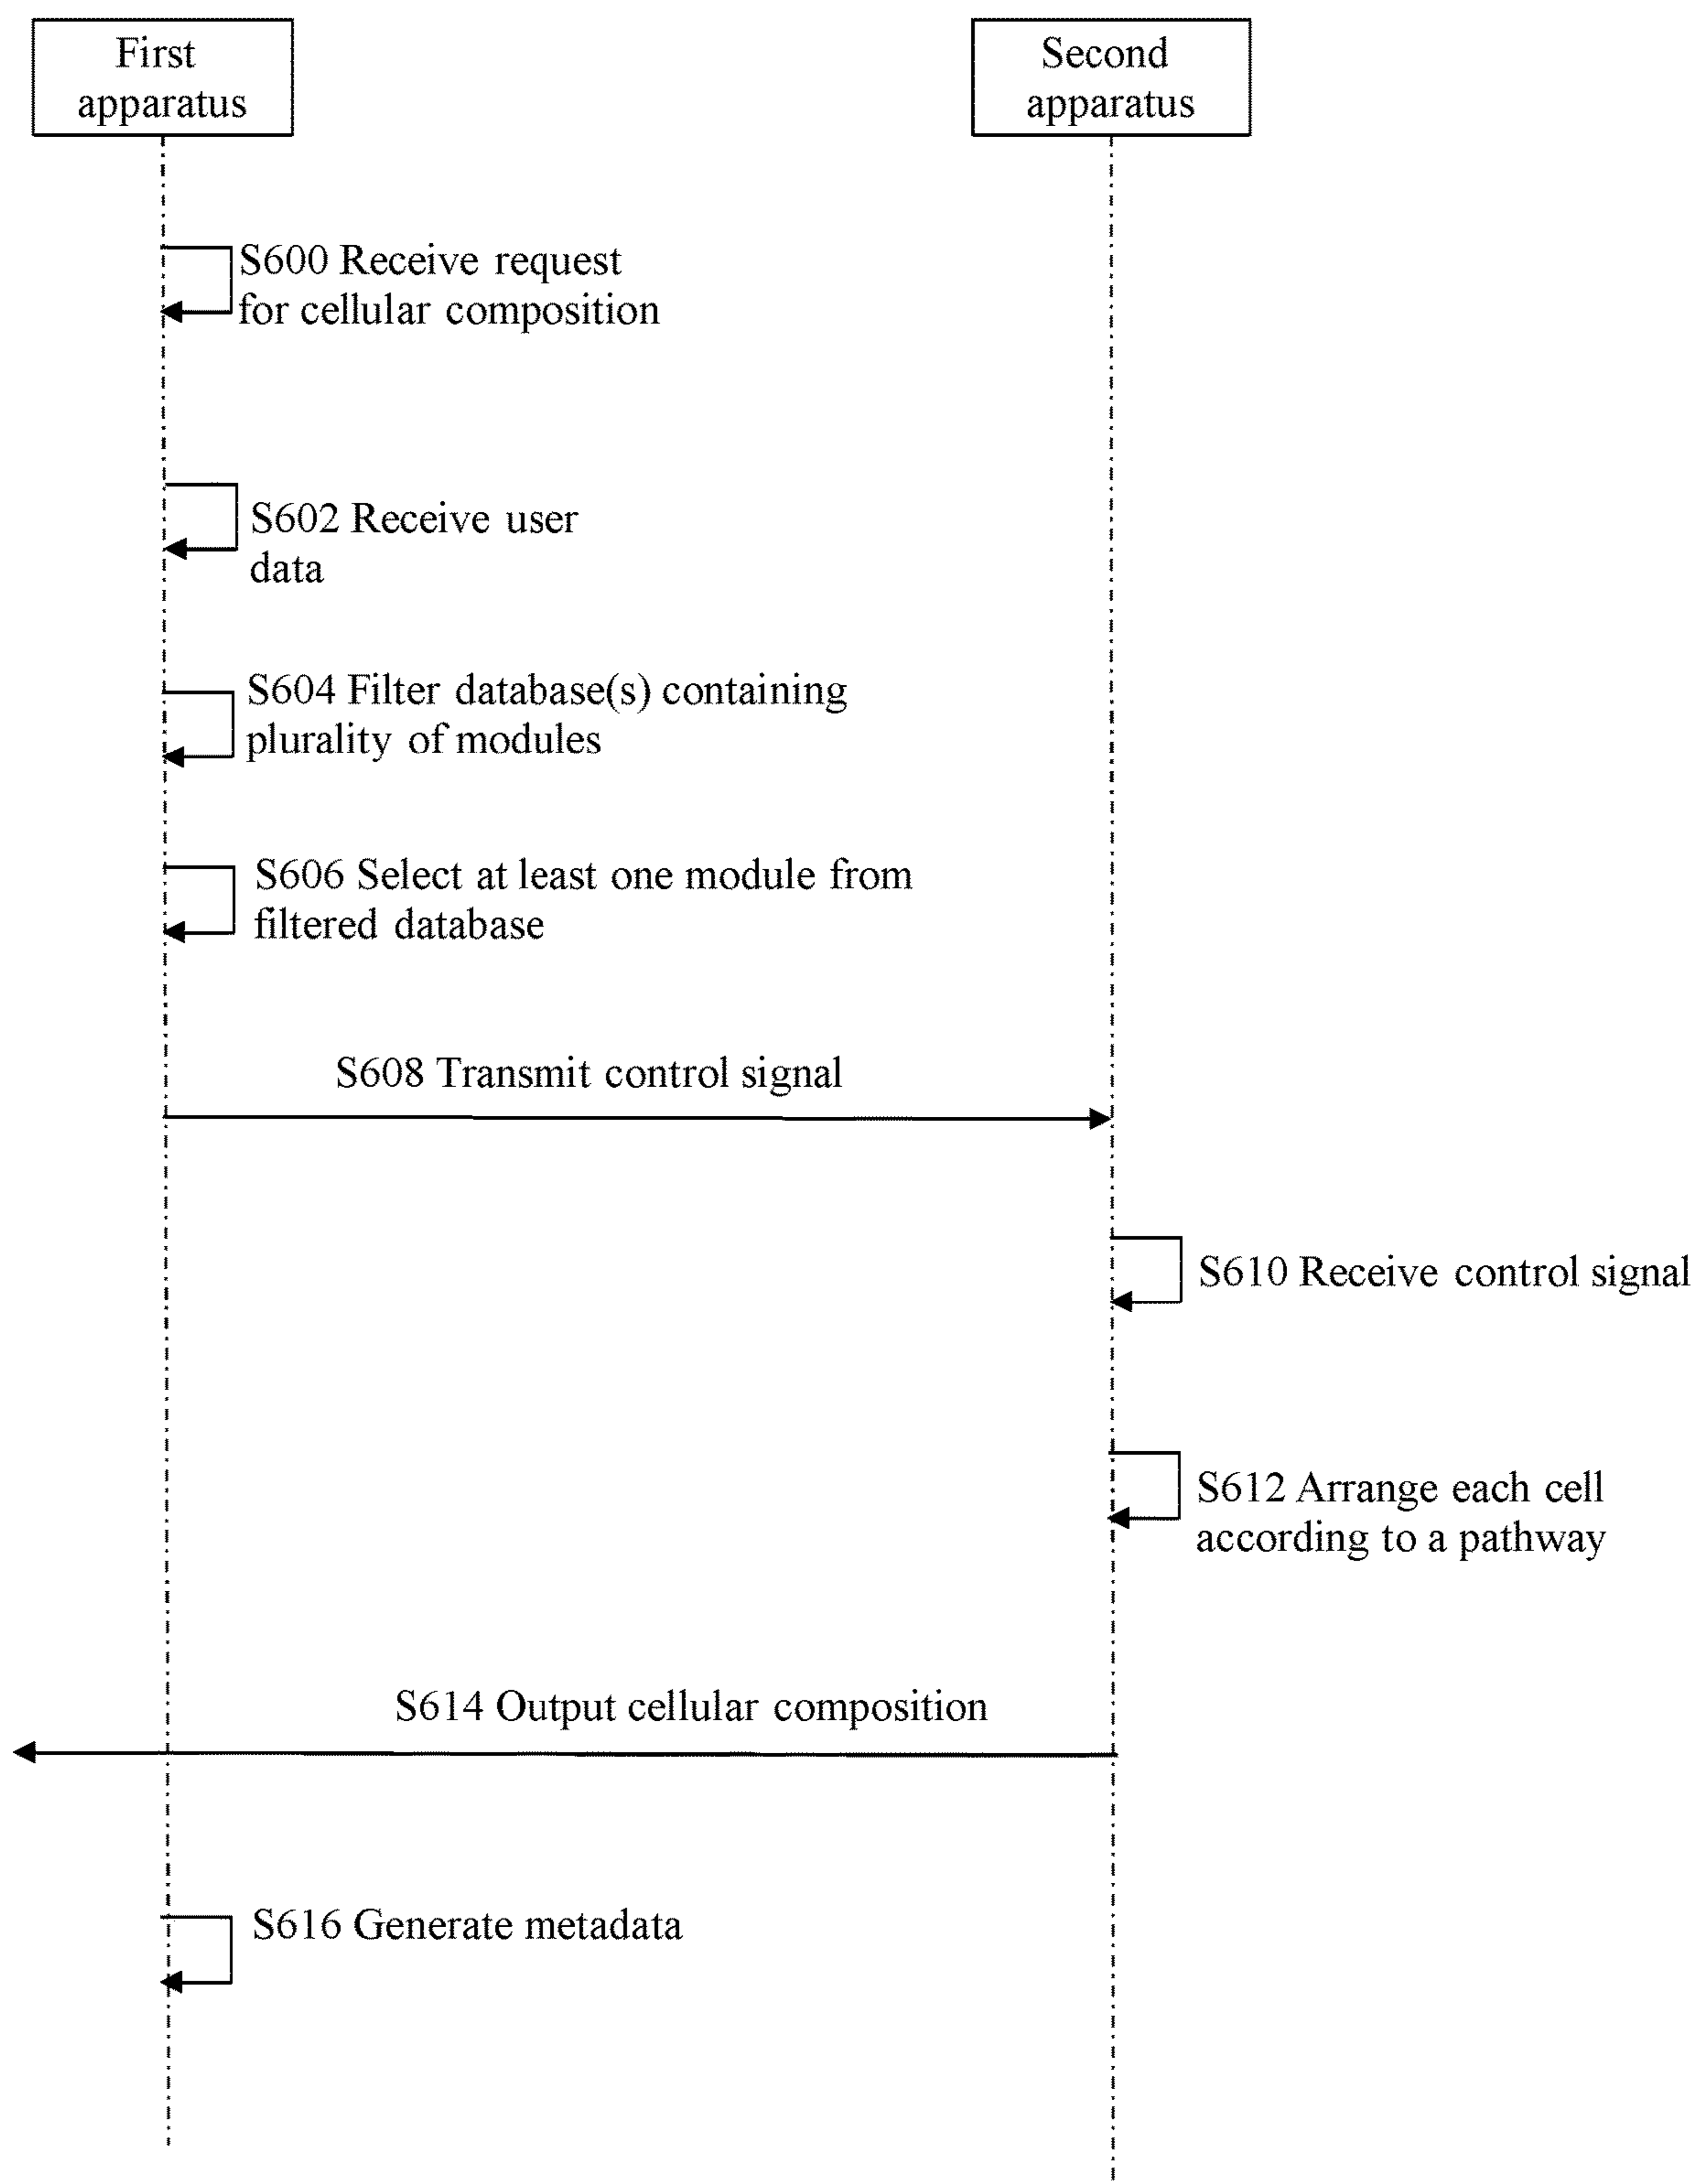 First
apparatus
Second
apparatus
S600 Receive request
for cellular composition
S602 Receive user
data
S604 Filter database(s) containing
plurality of modules
S606 Select at least one module from
filtered database
S608 Transmit control signal
S610 Receive control signal
S612 Arrange each cell
according to a pathway
S614 Output cellular composition
S616 Generate metadata